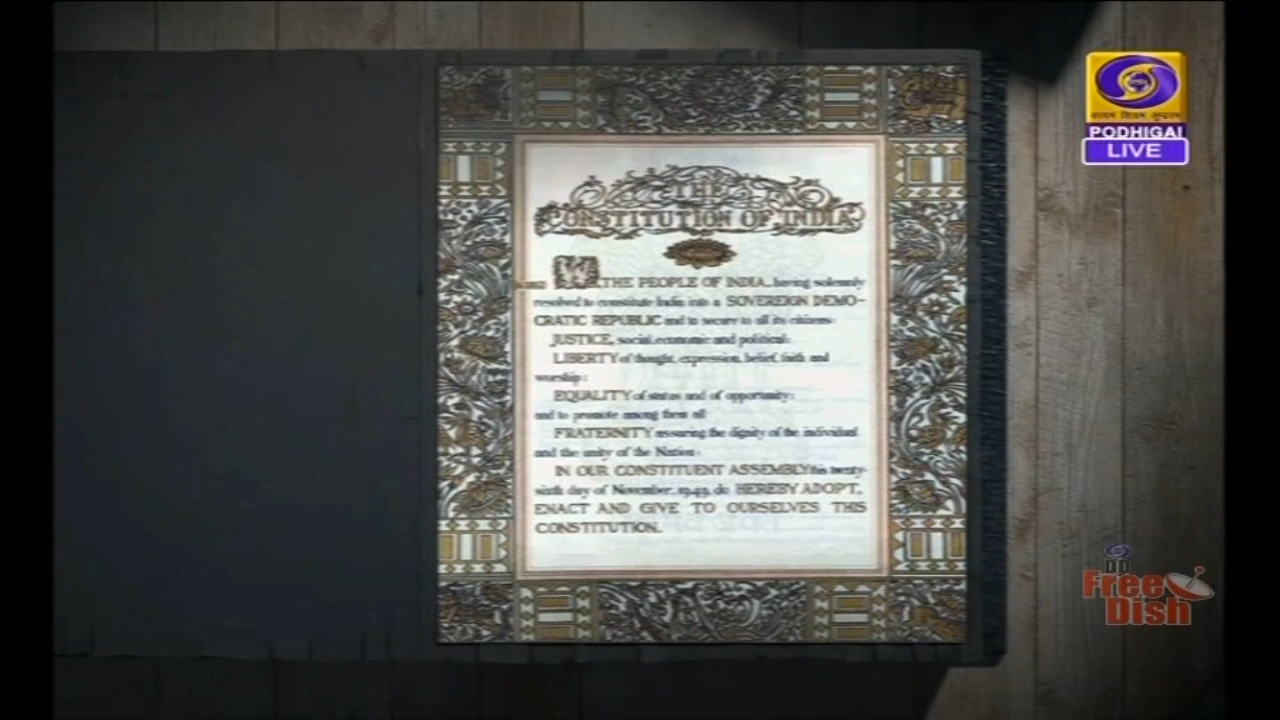 THE
CONSTITUTION OF INDIA
WE, THE PEOPLE OF INDIA, having solemnly
resolved to constitute India into a SOVEREIGN DEMO-
CRATIC REPUBLIC and to secure to all its citizens:
JUSTICE, social, economic and political;
LIBERTY of thought, expression, belief, faith and
worship;
EQUALITY of status and of opportunity;
and to promote among them all
FRATERNITY assuring the dignity of the individual
and the unity of the Nation;
IN OUR CONSTITUENT ASSEMBLY this twenty-
sixth day of November, 1949, do HEREBY ADOPT,
ENACT AND GIVE TO OURSELVES THIS
CONSTITUTION.
सत्यम शिवम सुन्दरम
PODHIGAI
LIVE
DD
Free
Dish